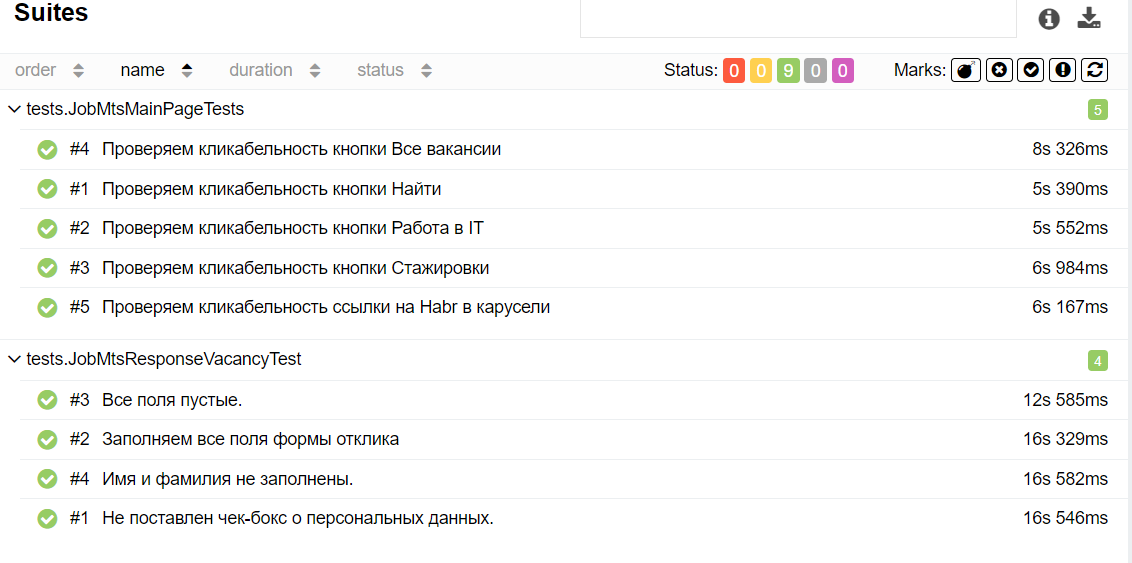 Suites
order name duration status Status: 0 0 9 0 0 Marks:
tests.JobMtsMainPageTests 5
#4 Проверяем кликабельность кнопки Все вакансии 8s 326ms
#1 Проверяем кликабельность кнопки Найти 5s 390ms
#2 Проверяем кликабельность кнопки Работа в IT 5s 552ms
#3 Проверяем кликабельность кнопки Стажировки 6s 984ms
#5 Проверяем кликабельность ссылки на Habr в карусели 6s 167ms
tests.JobMtsResponseVacancyTest 4
#3 Все поля пустые. 12s 585ms
#2 Заполняем все поля формы отклика 16s 329ms
#4 Имя и фамилия не заполнены. 16s 582ms
#1 Не поставлен чек-бокс о персональных данных. 16s 546ms